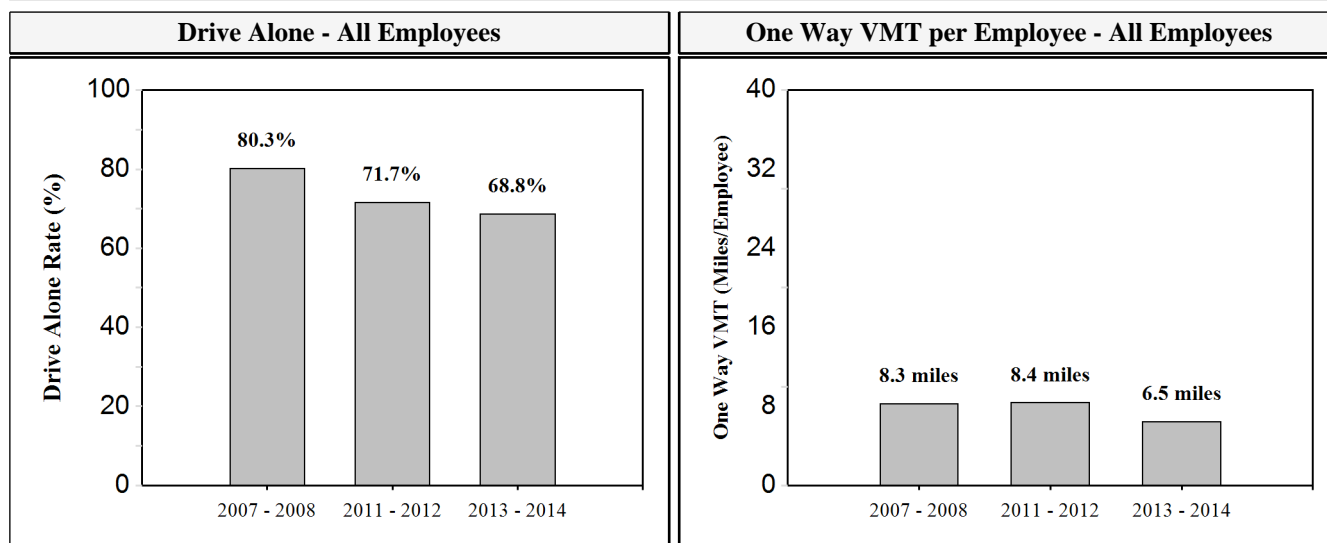 Drive Alone - All Employees
One Way VMT per Employee - All Employees
Drive Alone Rate (%)
100
80
60
40
20
0
80.3%
71.7%
68.8%
2007 - 2008
2011 - 2012
2013 - 2014
One Way VMT (Miles/Employee)
40
32
24
16
8
0
8.3 miles
8.4 miles
6.5 miles
2007 - 2008
2011 - 2012
2013 - 2014